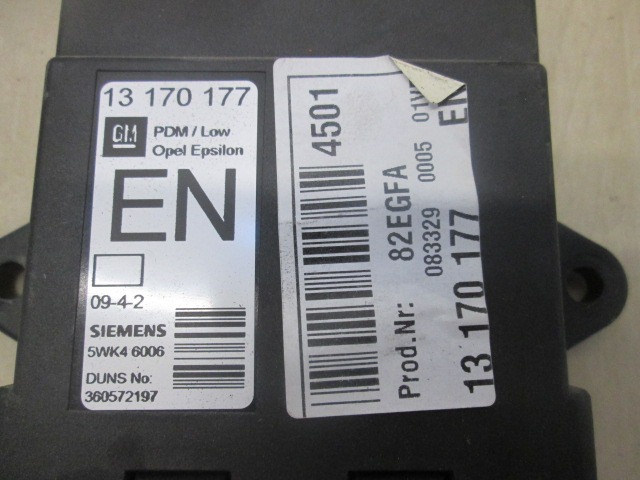 13 170 177
GM
PDM / Low
Opel Epsilon
EN
09-4-2
SIEMENS
5WK4 6006
DUNS No:
360572197
4501
Prod.Nr: 82EGFA
083329 0005
13 170 177